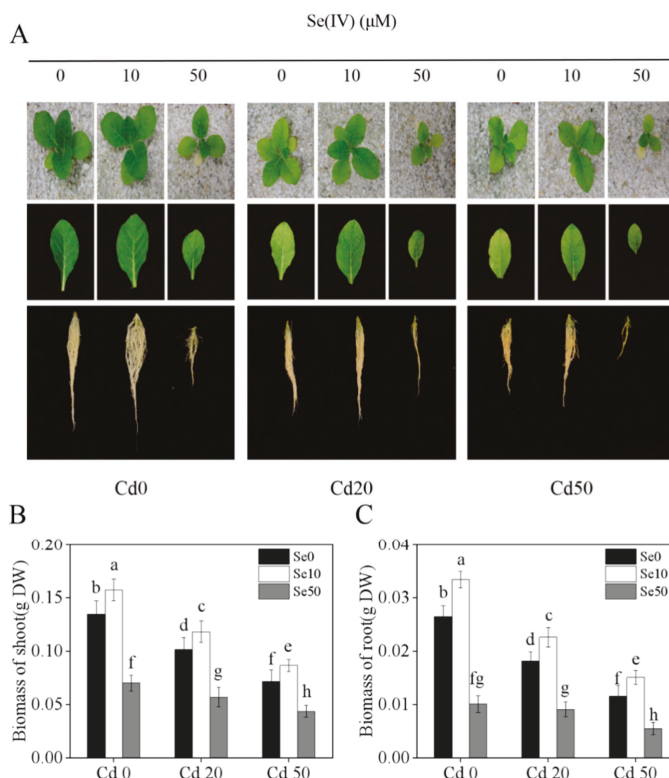 Se(IV) (μM)
A
0 10 50 0 10 50 0 10 50
Cd0 Cd20 Cd50
B
Biomass of shoot(g DW)
0.20
0.15
0.10
0.05
0.00
Se0
Se10
Se50
b a f d c g f e h
Cd 0 Cd 20 Cd 50
C
Biomass of root(g DW)
0.04
0.03
0.02
0.01
0.00
Se0
Se10
Se50
b a fg d c g f e h
Cd 0 Cd 20 Cd 50